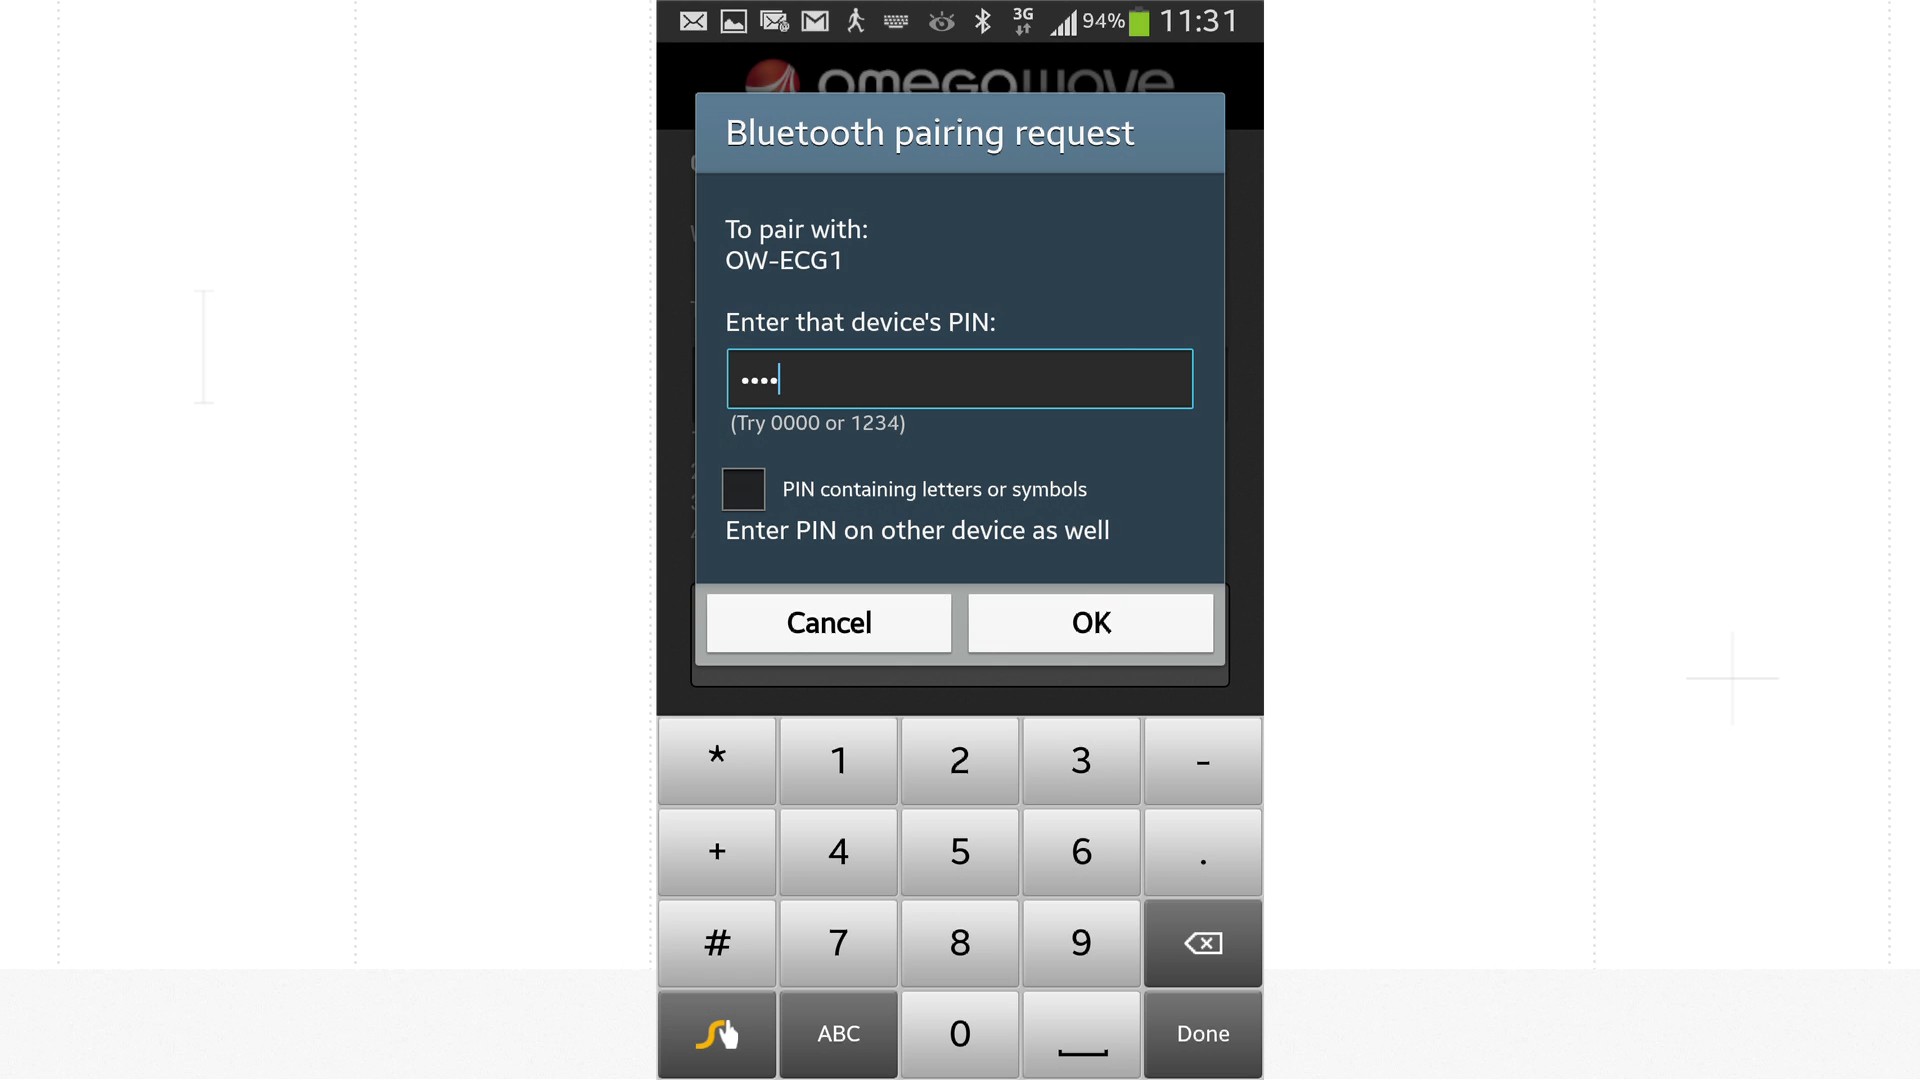 3G
94% 11:31
omegawave
Bluetooth pairing request
To pair with:
OW-ECG1
Enter that device's PIN:
••••
(Try 0000 or 1234)
PIN containing letters or symbols
Enter PIN on other device as well
Cancel OK
* 1 2 3 -
+ 4 5 6 .
# 7 8 9
ABC 0 Done